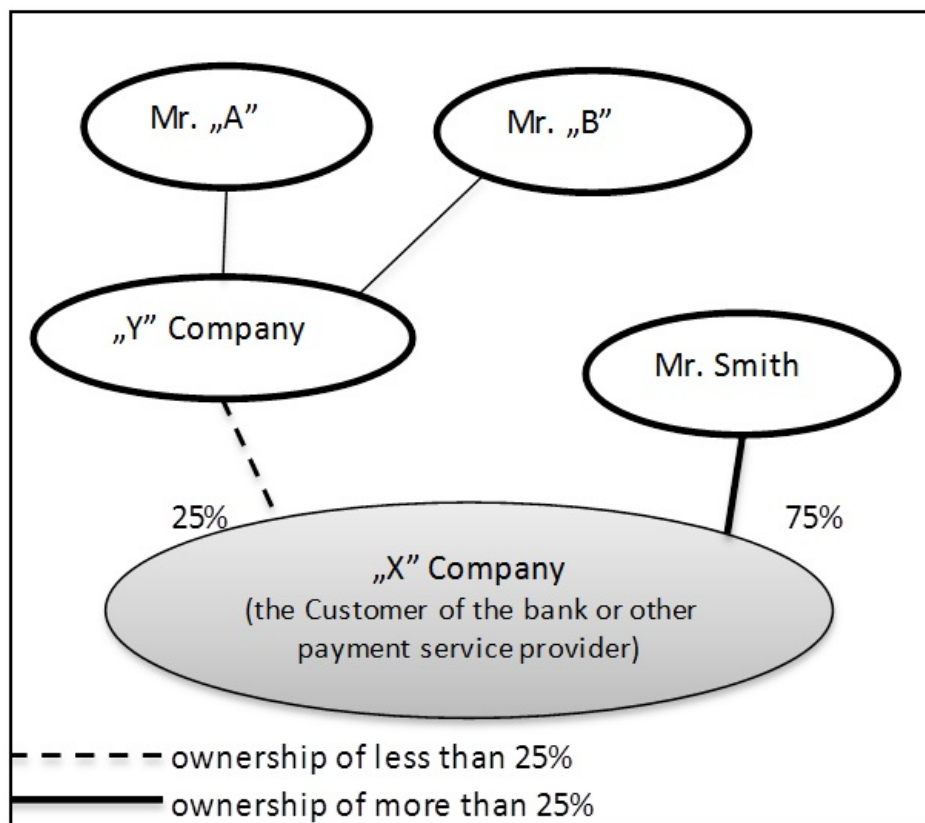 Mr. „A”
Mr. „B”
„Y” Company
Mr. Smith
25%
75%
„X” Company
(the Customer of the bank or other
payment service provider)
ownership of less than 25%
ownership of more than 25%